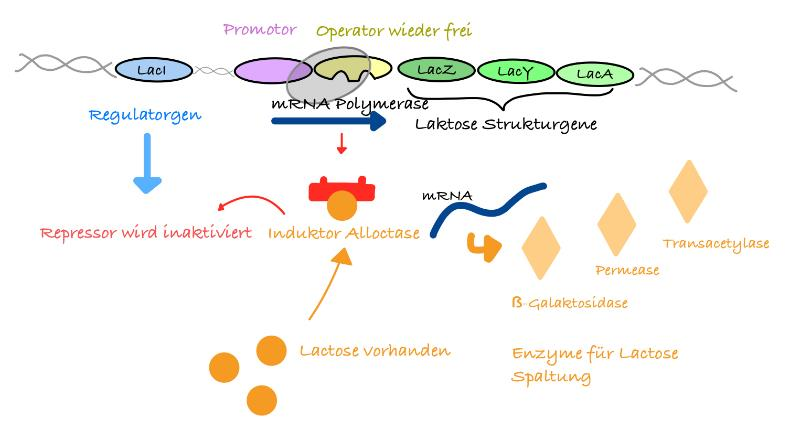 Promotor
Operator wieder frei
LacI
LacZ
LacY
LacA
mRNA Polymerase
Regulatorgen
Laktose Strukturgene
mRNA
Repressor wird inaktiviert
Induktor Alloctase
Transacetylase
Permease
ß-Galaktosidase
Lactose vorhanden
Enzyme für Lactose
Spaltung